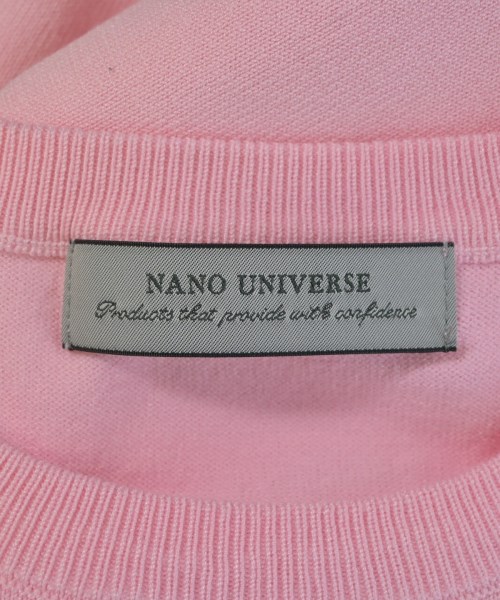 NANO UNIVERSE
Products that provide with confidence